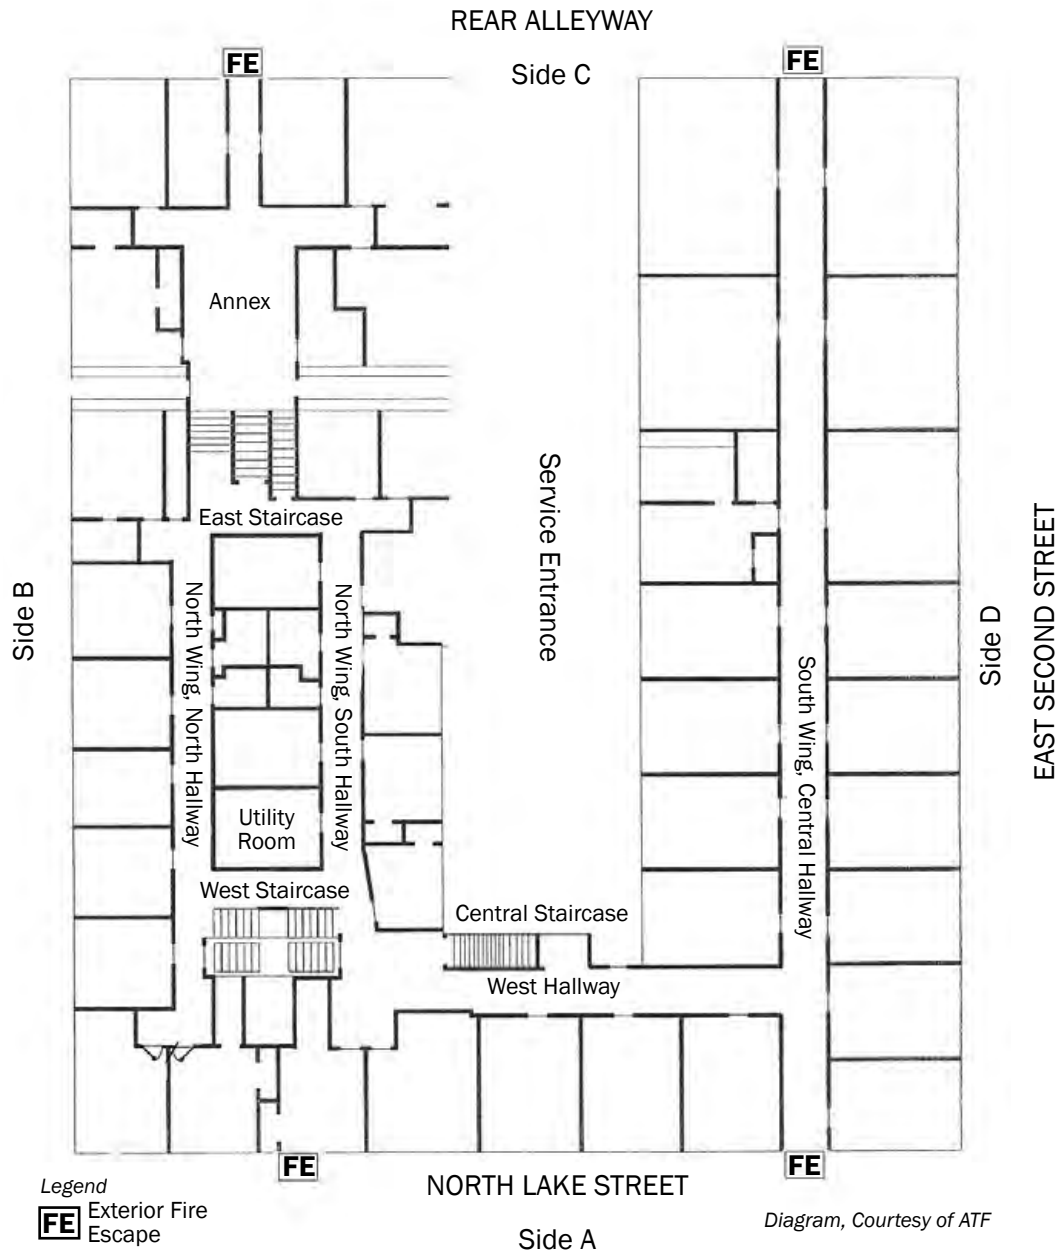 REAR ALLEYWAY
FE
FE
Side C
Annex
East Staircase
Service Entrance
Side B
North Wing, North Hallway
North Wing, South Hallway
Side D
EAST SECOND STREET
South Wing, Central Hallway
Utility
Room
West Staircase
Central Staircase
West Hallway
FE
FE
Legend
FE
Exterior Fire
Escape
NORTH LAKE STREET
Side A
Diagram, Courtesy of ATF